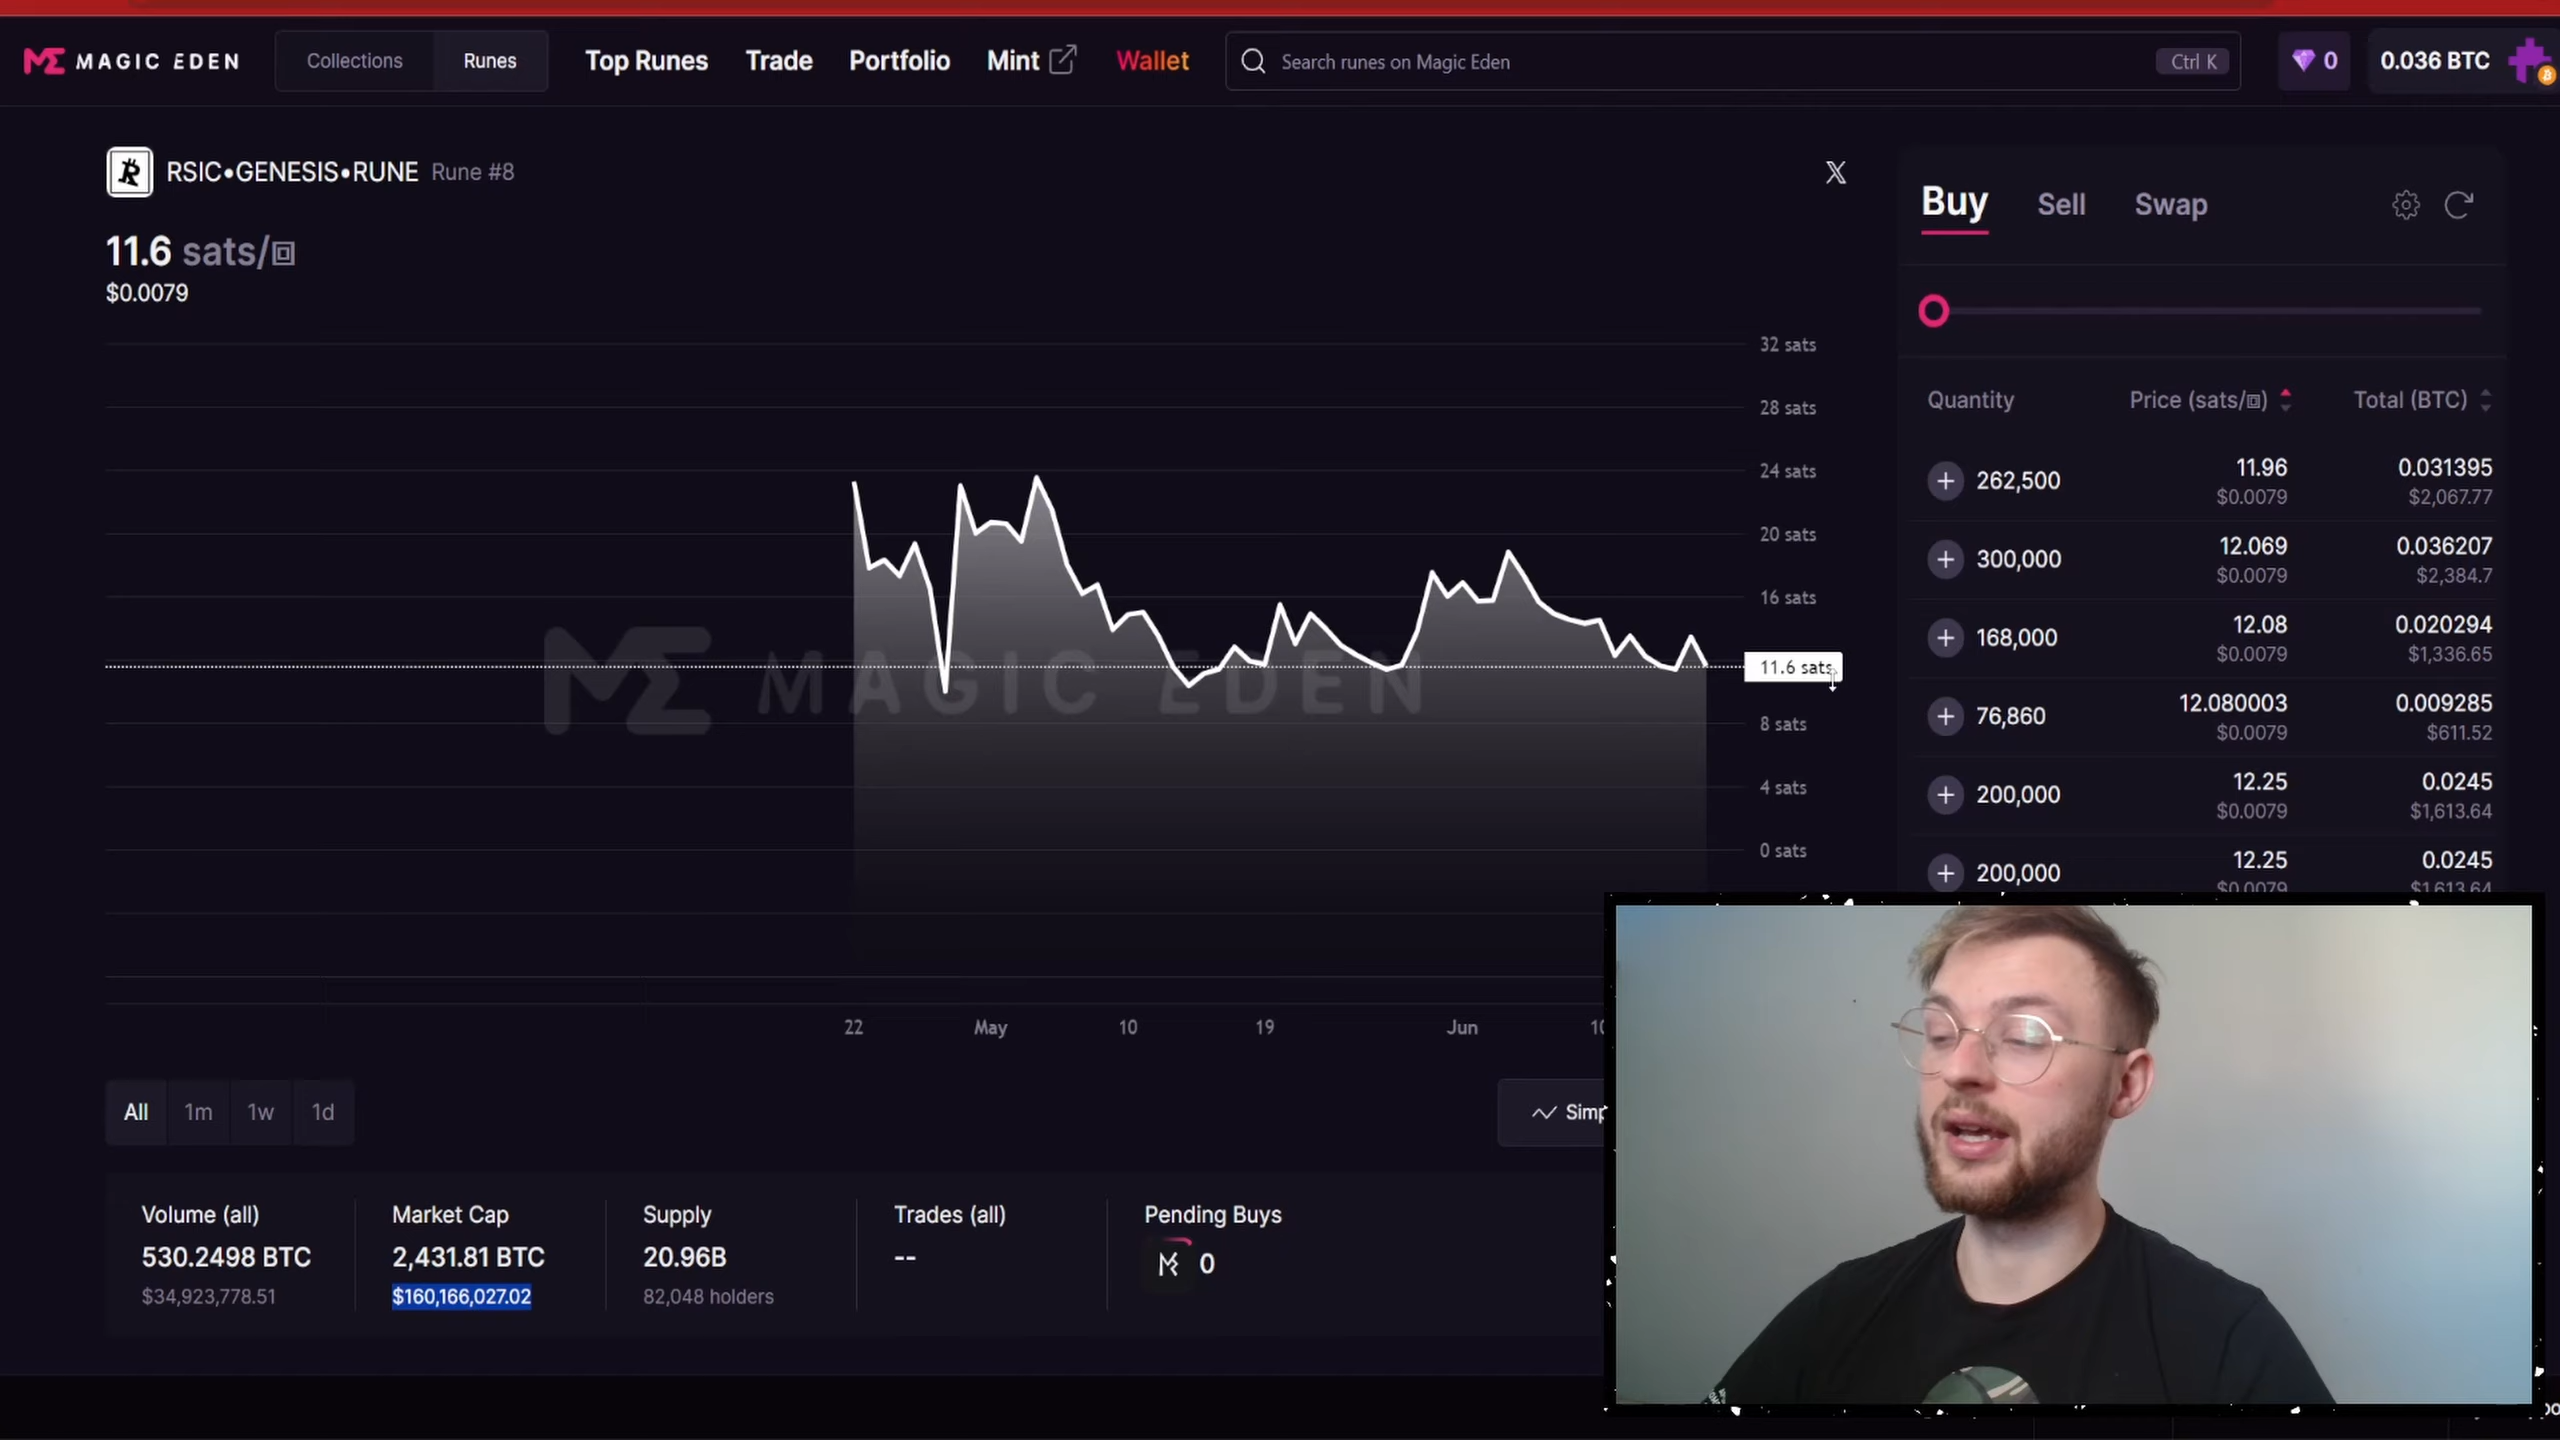 MAGIC EDEN
Collections
Runes
Top Runes
Trade
Portfolio
Mint
Wallet
Search runes on Magic Eden
Ctrl K
0
0.036 BTC
RSIC•GENESIS•RUNE Rune #8
11.6 sats/
$0.0079
32 sats
28 sats
24 sats
20 sats
16 sats
11.6 sats
8 sats
4 sats
0 sats
MAGIC EDEN
22
May
10
19
Jun
All
1m
1w
1d
Volume (all)
530.2498 BTC
$34,923,778.51
Market Cap
2,431.81 BTC
$160,166,027.02
Supply
20.96B
82,048 holders
Trades (all)
--
Pending Buys
0
Buy
Sell
Swap
Quantity Price (sats/) Total (BTC)
262,500 11.96 0.031395
$0.0079 $2,067.77
300,000 12.069 0.036207
$0.0079 $2,384.7
168,000 12.08 0.020294
$0.0079 $1,336.65
76,860 12.080003 0.009285
$0.0079 $611.52
200,000 12.25 0.0245
$0.0079 $1,613.64
200,000 12.25 0.0245
$0.0079 $1,613.64